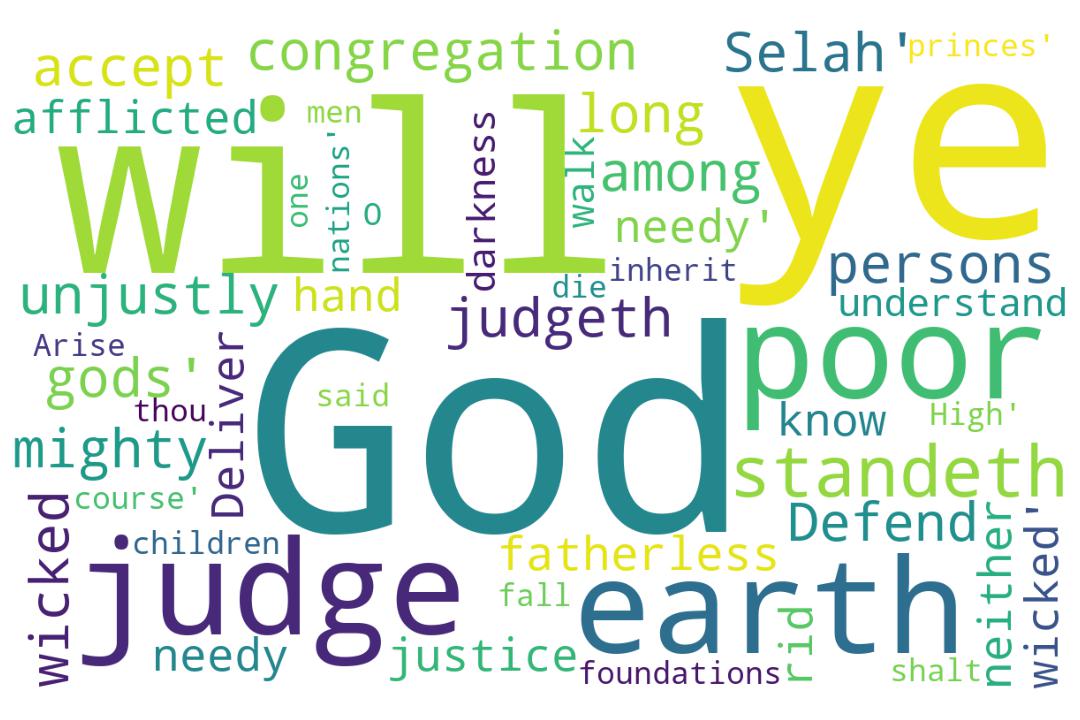 accept
congregation
Selah'
princes'
afflicted
will
men
long
ye
one
nations'
O
darkness
walk
among
needy'
unjustly
hand
die
inherit
persons
understand
judgeth
Arise
gods'
Deliver
God
said
poor
thou
know
High'
mighty
standeth
wicked
course'
children
judge
fatherless
Defend
neither
wicked'
fall
earth
rid
needy
justice
foundations
shalt